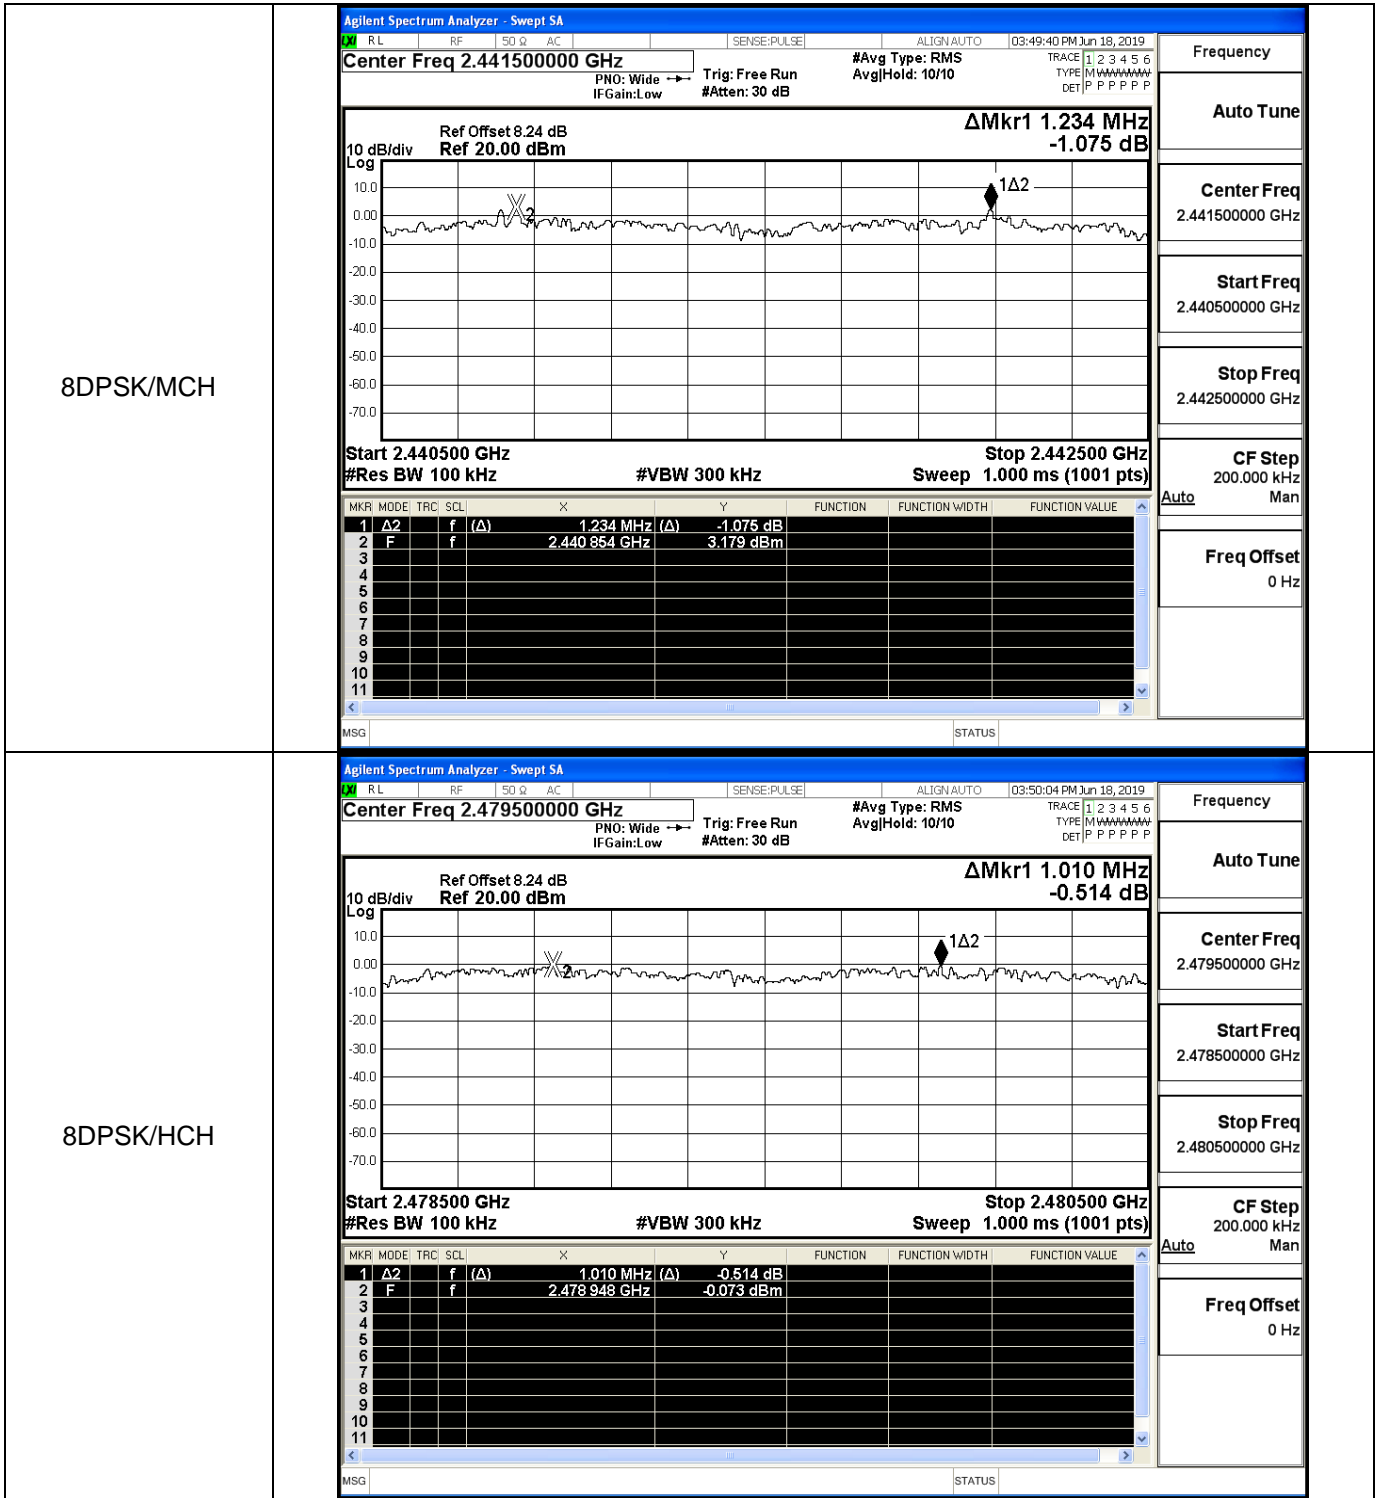 8DPSK/MCH
Agilent Spectrum Analyzer - Swept SA
LXI RL RF 50 Ω AC SENSE:PULSE ALIGN AUTO 03:49:40 PM Jun 18, 2019
Center Freq 2.441500000 GHz
PNO: Wide
IFGain:Low
Trig: Free Run
#Atten: 30 dB
#Avg Type: RMS
Avg|Hold: 10/10
TRACE 1 2 3 4 5 6
TYPE M WWWWW
DET P P P P P P
ΔMkr1 1.234 MHz
-1.075 dB
Ref Offset 8.24 dB
10 dB/div Ref 20.00 dBm
Log
10.0
0.00
-10.0
-20.0
-30.0
-40.0
-50.0
-60.0
-70.0
2
1Δ2
Start 2.440500 GHz Stop 2.442500 GHz
#Res BW 100 kHz #VBW 300 kHz Sweep 1.000 ms (1001 pts)
MKR MODE TRC SCL X Y FUNCTION FUNCTION WIDTH FUNCTION VALUE
1 Δ2 f (Δ) 1.234 MHz (Δ) -1.075 dB
2 F f 2.440 854 GHz 3.179 dBm
3
4
5
6
7
8
9
10
11
MSG STATUS
Frequency
Auto Tune
Center Freq
2.441500000 GHz
Start Freq
2.440500000 GHz
Stop Freq
2.442500000 GHz
CF Step
200.000 kHz
Auto Man
Freq Offset
0 Hz
8DPSK/HCH
Agilent Spectrum Analyzer - Swept SA
LXI RL RF 50 Ω AC SENSE:PULSE ALIGN AUTO 03:50:04 PM Jun 18, 2019
Center Freq 2.479500000 GHz
PNO: Wide
IFGain:Low
Trig: Free Run
#Atten: 30 dB
#Avg Type: RMS
Avg|Hold: 10/10
TRACE 1 2 3 4 5 6
TYPE M WWWWW
DET P P P P P P
ΔMkr1 1.010 MHz
-0.514 dB
Ref Offset 8.24 dB
10 dB/div Ref 20.00 dBm
Log
10.0
0.00
-10.0
-20.0
-30.0
-40.0
-50.0
-60.0
-70.0
2
1Δ2
Start 2.478500 GHz Stop 2.480500 GHz
#Res BW 100 kHz #VBW 300 kHz Sweep 1.000 ms (1001 pts)
MKR MODE TRC SCL X Y FUNCTION FUNCTION WIDTH FUNCTION VALUE
1 Δ2 f (Δ) 1.010 MHz (Δ) -0.514 dB
2 F f 2.478 948 GHz -0.073 dBm
3
4
5
6
7
8
9
10
11
MSG STATUS
Frequency
Auto Tune
Center Freq
2.479500000 GHz
Start Freq
2.478500000 GHz
Stop Freq
2.480500000 GHz
CF Step
200.000 kHz
Auto Man
Freq Offset
0 Hz